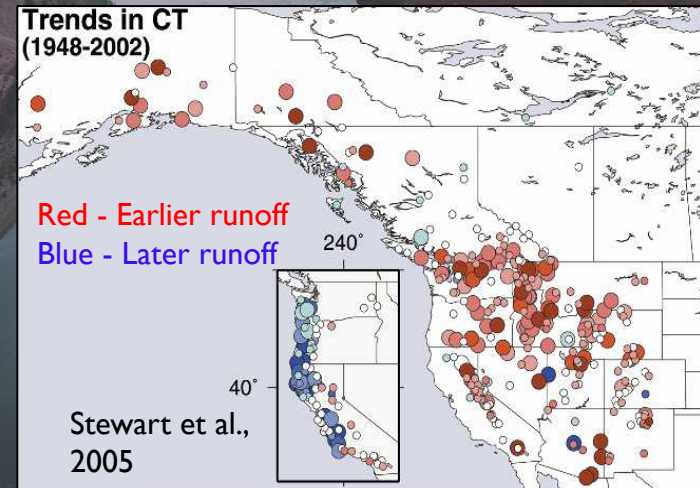 Trends in CT
(1948-2002)
Red - Earlier runoff
Blue - Later runoff
240°
40°
Stewart et al.,
2005